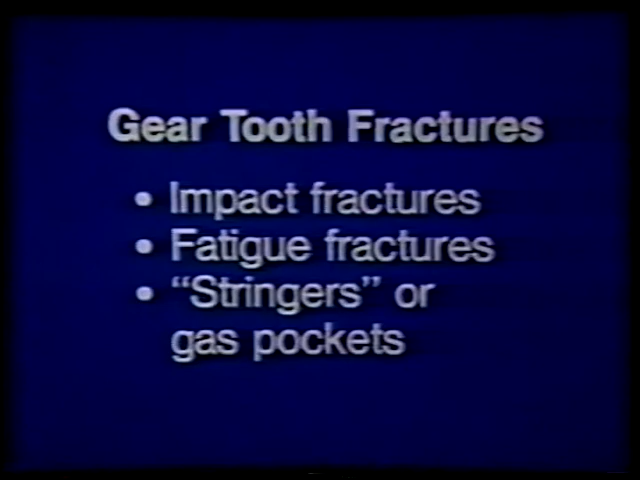 Gear Tooth Fractures
• Impact fractures
• Fatigue fractures
• “Stringers” or
gas pockets